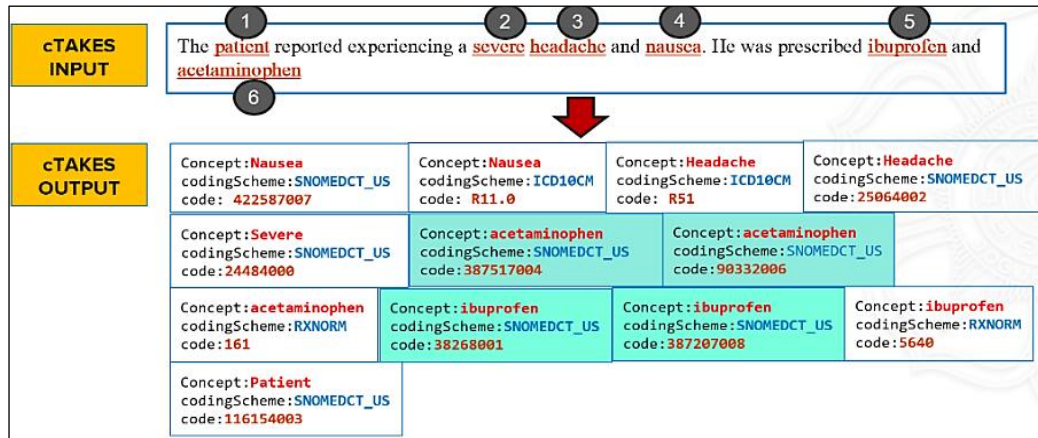 1 2 3 4 5
cTAKES
INPUT
The patient reported experiencing a severe headache and nausea. He was prescribed ibuprofen and
acetaminophen
6
cTAKES
OUTPUT
Concept:Nausea
codingScheme:SNOMEDCT_US
code: 422587007
Concept:Nausea
codingScheme:ICD10CM
code: R11.0
Concept:Headache
codingScheme:ICD10CM
code: R51
Concept:Headache
codingScheme:SNOMEDCT_US
code:25064002
Concept:Severe
codingScheme:SNOMEDCT_US
code:24484000
Concept:acetaminophen
codingScheme:SNOMEDCT_US
code:387517004
Concept:acetaminophen
codingScheme:SNOMEDCT_US
code:90332006
Concept:acetaminophen
codingScheme:RXNORM
code:161
Concept:ibuprofen
codingScheme:SNOMEDCT_US
code:38268001
Concept:ibuprofen
codingScheme:SNOMEDCT_US
code:387207008
Concept:ibuprofen
codingScheme:RXNORM
code:5640
Concept:Patient
codingScheme:SNOMEDCT_US
code:116154003